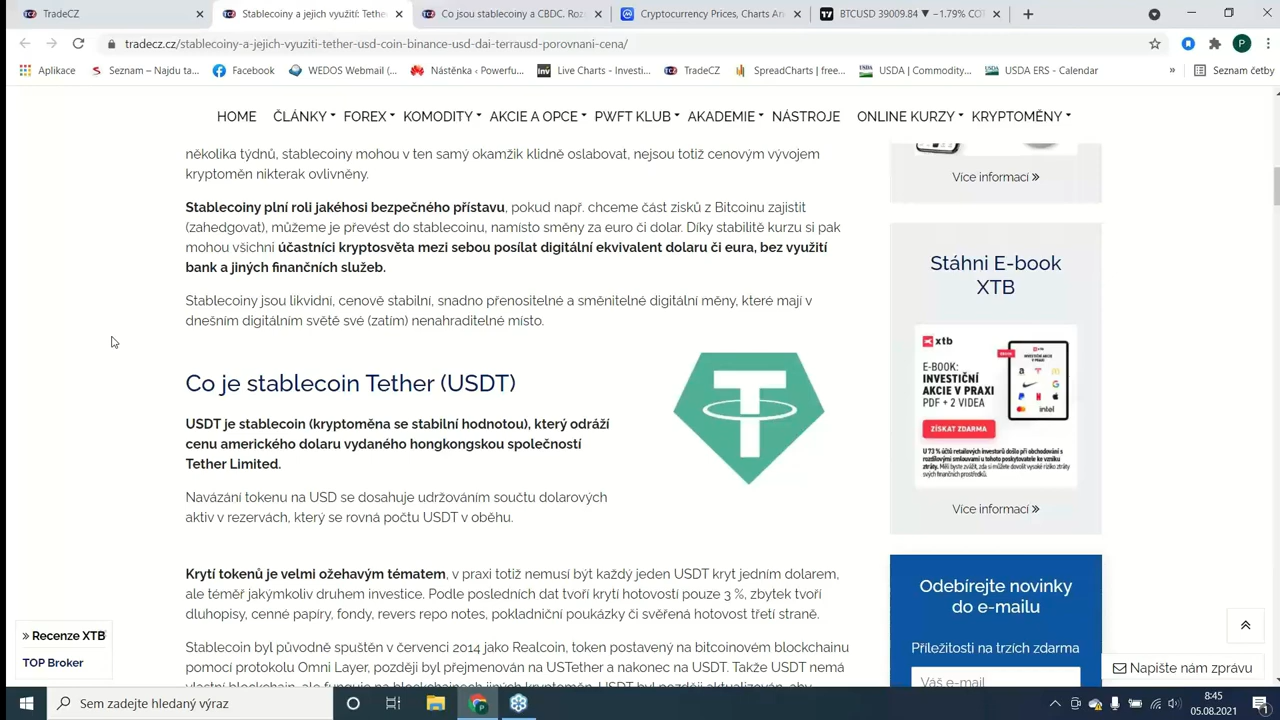 TradeCZ
Stablecoiny a jejich využití: Tethe
Co jsou stablecoiny a CBDC. Roz
Cryptocurrency Prices, Charts An
BTCUSD 39009.84 ▼ −1.79% CO
tradecz.cz/stablecoiny-a-jejich-vyuziti-tether-usd-coin-binance-usd-dai-terrausd-porovnani-cena/
P
Aplikace
Seznam – Najdu ta...
Facebook
WEDOS Webmail (...
Nástěnka ‹ Powerfu...
Live Charts - Investi...
TradeCZ
SpreadCharts | free...
USDA | Commodity...
USDA ERS - Calendar
»
Seznam četby
HOME ČLÁNKY FOREX KOMODITY AKCIE A OPCE PWFT KLUB AKADEMIE NÁSTROJE ONLINE KURZY KRYPTOMĚNY
několika týdnů, stablecoiny mohou v ten samý okamžik klidně oslabovat, nejsou totiž cenovým vývojem
kryptoměn nikterak ovlivněny.
Stablecoiny plní roli jakéhosi bezpečného přístavu, pokud např. chceme část zisků z Bitcoinu zajistit
(zahedgovat), můžeme je převést do stablecoinu, namísto směny za euro či dolar. Díky stabilitě kurzu si pak
mohou všichni účastníci kryptosvěta mezi sebou posílat digitální ekvivalent dolaru či eura, bez využití
bank a jiných finančních služeb.
Stablecoiny jsou likvidní, cenově stabilní, snadno přenositelné a směnitelné digitální měny, které mají v
dnešním digitálním světě své (zatím) nenahraditelné místo.
Co je stablecoin Tether (USDT)
USDT je stablecoin (kryptoměna se stabilní hodnotou), který odráží
cenu amerického dolaru vydaného hongkongskou společností
Tether Limited.
Navázání tokenu na USD se dosahuje udržováním součtu dolarových
aktiv v rezervách, který se rovná počtu USDT v oběhu.
Krytí tokenů je velmi ožehavým tématem, v praxi totiž nemusí být každý jeden USDT kryt jedním dolarem,
ale téměř jakýmkoliv druhem investice. Podle posledních dat tvoří krytí hotovostí pouze 3 %, zbytek tvoří
dluhopisy, cenné papíry, fondy, revers repo notes, pokladniční poukázky či svěřená hotovost třetí straně.
Stablecoin byl původně spuštěn v červenci 2014 jako Realcoin, token postavený na bitcoinovém blockchainu
pomocí protokolu Omni Layer, později byl přejmenován na USTether a nakonec na USDT. Takže USDT nemá
Více informací »
Stáhni E-book
XTB
xtb
E-BOOK:
INVESTIČNÍ
AKCIE V PRAXI
PDF + 2 VIDEA
ZÍSKAT ZDARMA
intel
Více informací »
Odebírejte novinky
do e-mailu
Příležitosti na trzích zdarma
Váš e-mail
» Recenze XTB
TOP Broker
Napište nám zprávu
Sem zadejte hledaný výraz
8:45
05.08.2021
1